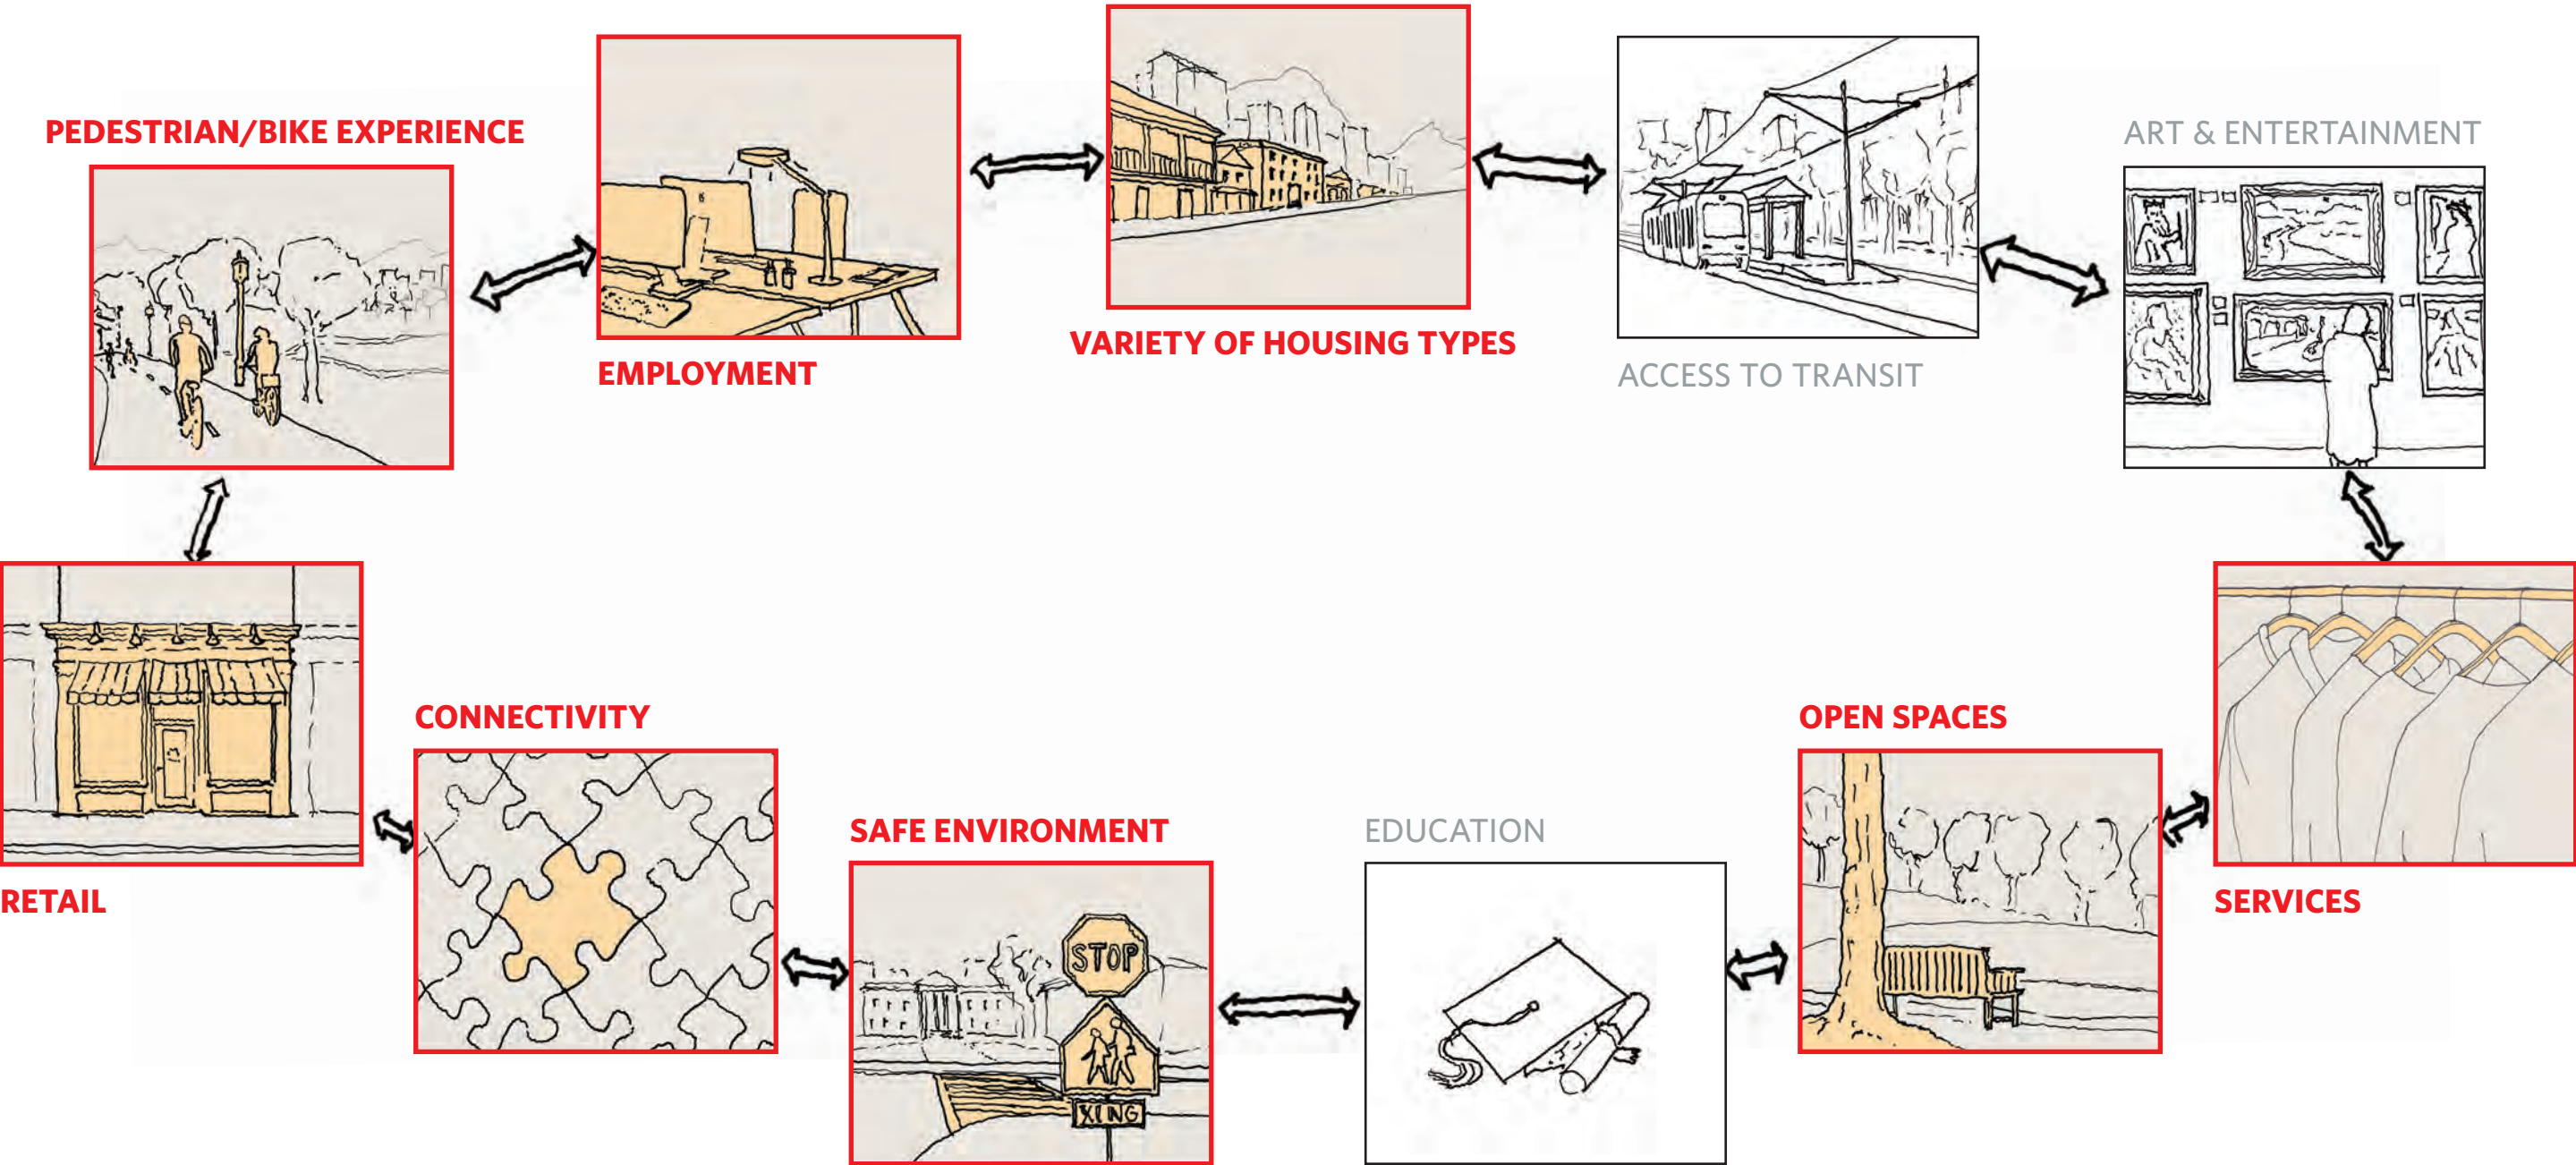 PEDESTRIAN/BIKE EXPERIENCE
EMPLOYMENT
VARIETY OF HOUSING TYPES
ACCESS TO TRANSIT
ART & ENTERTAINMENT
RETAIL
CONNECTIVITY
SAFE ENVIRONMENT
STOP
XING
EDUCATION
OPEN SPACES
SERVICES